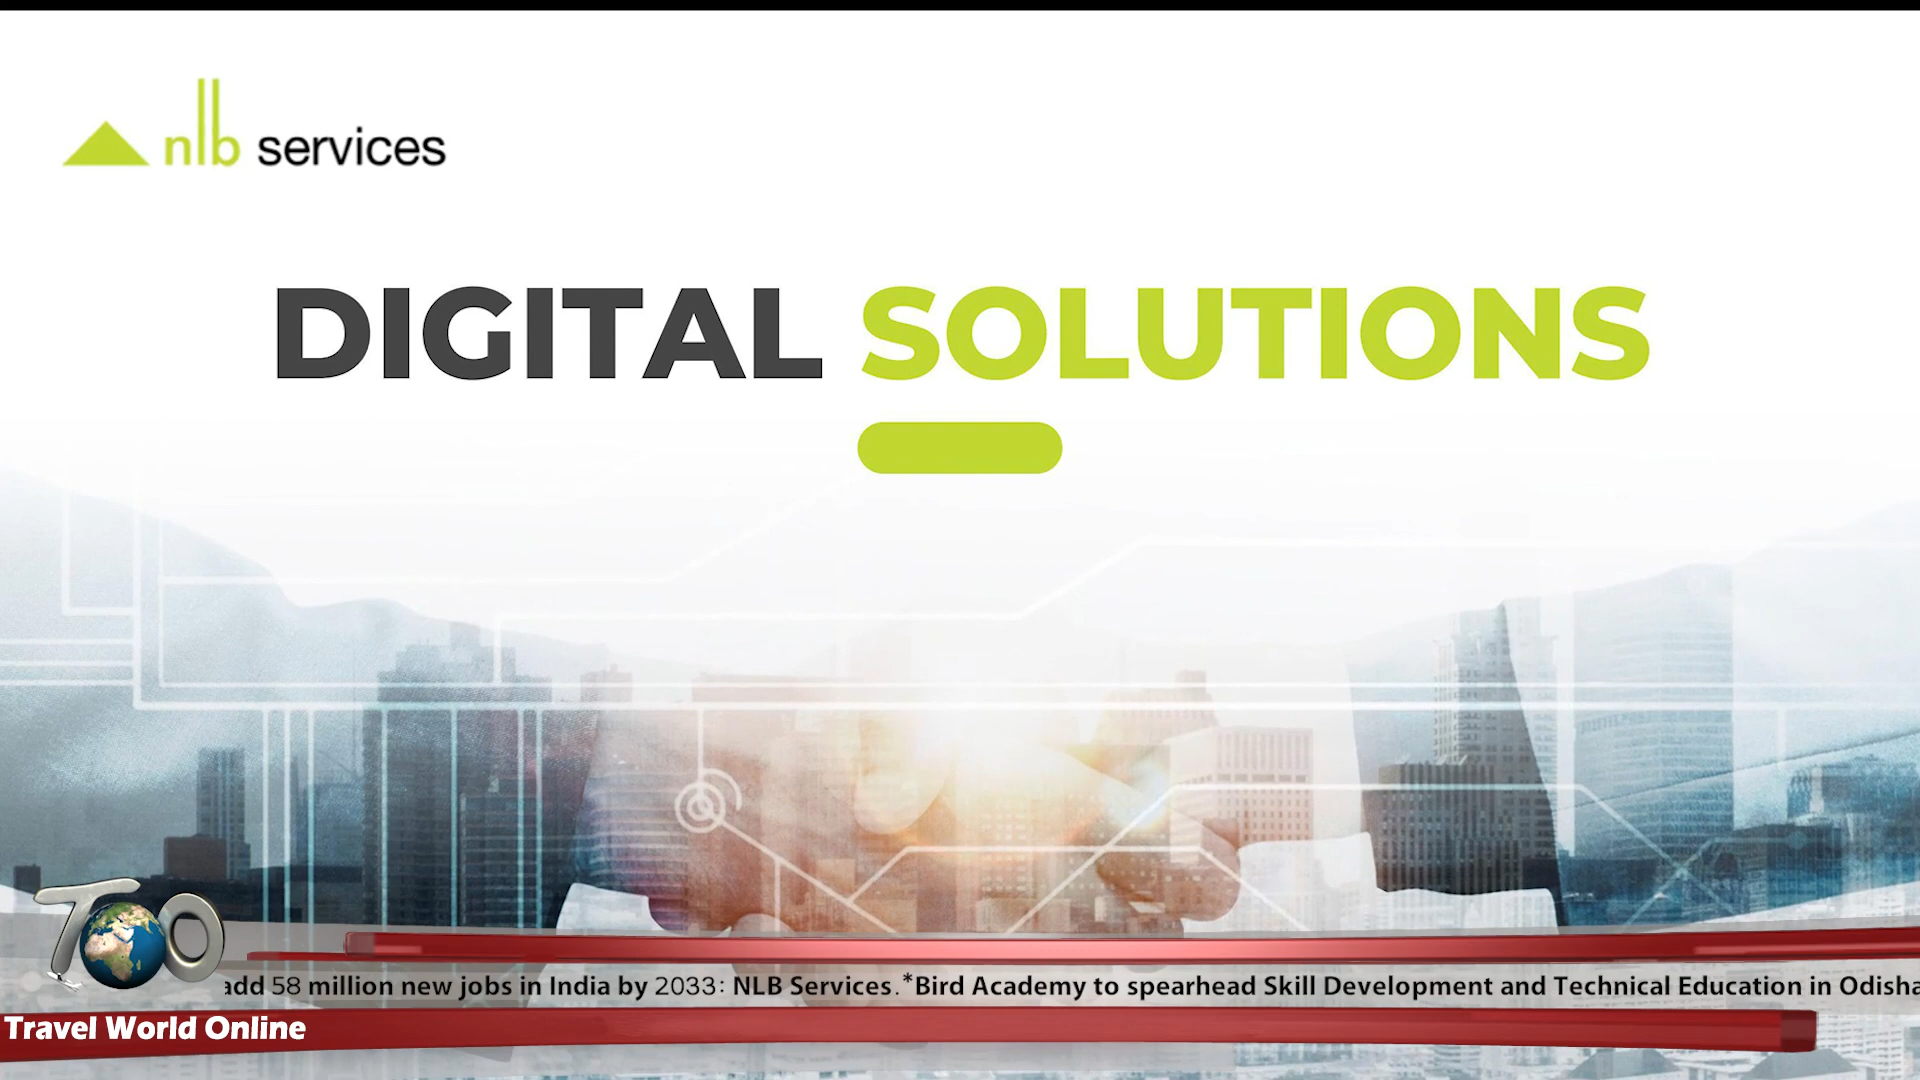 nlb services
DIGITAL SOLUTIONS
TWO
add 58 million new jobs in India by 2033: NLB Services.*Bird Academy to spearhead Skill Development and Technical Education in Odisha
Travel World Online